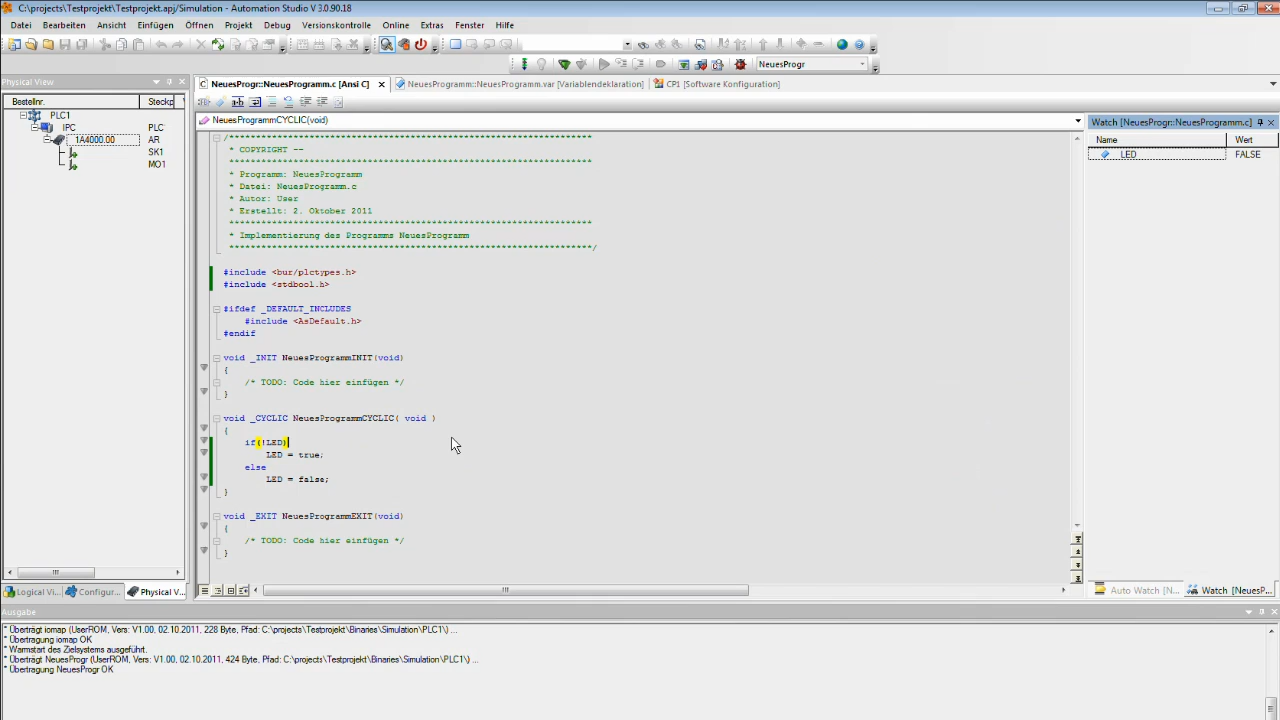 C:\projects\Testprojekt\Testprojekt.apj/Simulation - Automation Studio V 3.0.90.18
Datei Bearbeiten Ansicht Einfügen Öffnen Projekt Debug Versionskontrolle Online Extras Fenster Hilfe
NeuesProgr
Physical View
Bestellnr. Steckp
PLC1
IPC PLC
1A4000.00 AR
SK1
MO1
Logical Vi... Configur... Physical V...
NeuesProgr::NeuesProgramm.c [Ansi C] NeuesProgramm::NeuesProgramm.var [Variablendeklaration] CP1 [Software Konfiguration]
NeuesProgrammCYCLIC(void)
/********************************************************************
* COPYRIGHT --
********************************************************************
* Programm: NeuesProgramm
* Datei: NeuesProgramm.c
* Autor: User
* Erstellt: 2. Oktober 2011
********************************************************************
* Implementierung des Programms NeuesProgramm
********************************************************************/
#include <bur/plctypes.h>
#include <stdbool.h>
#ifdef _DEFAULT_INCLUDES
#include <AsDefault.h>
#endif
void _INIT NeuesProgrammINIT(void)
{
/* TODO: Code hier einfügen */
}
void _CYCLIC NeuesProgrammCYCLIC( void )
{
if(!LED)
LED = true;
else
LED = false;
}
void _EXIT NeuesProgrammEXIT(void)
{
/* TODO: Code hier einfügen */
}
Watch [NeuesProgr::NeuesProgramm.c]
Name Wert
LED FALSE
Auto Watch [N... Watch [NeuesP...
Ausgabe
* Überträgt iomap (UserROM, Vers: V1.00, 02.10.2011, 228 Byte, Pfad: C:\projects\Testprojekt\Binaries\Simulation\PLC1\) ...
* Übertragung iomap OK
* Warmstart des Zielsystems ausgeführt.
* Überträgt NeuesProgr (UserROM, Vers: V1.00, 02.10.2011, 424 Byte, Pfad: C:\projects\Testprojekt\Binaries\Simulation\PLC1\) ...
* Übertragung NeuesProgr OK